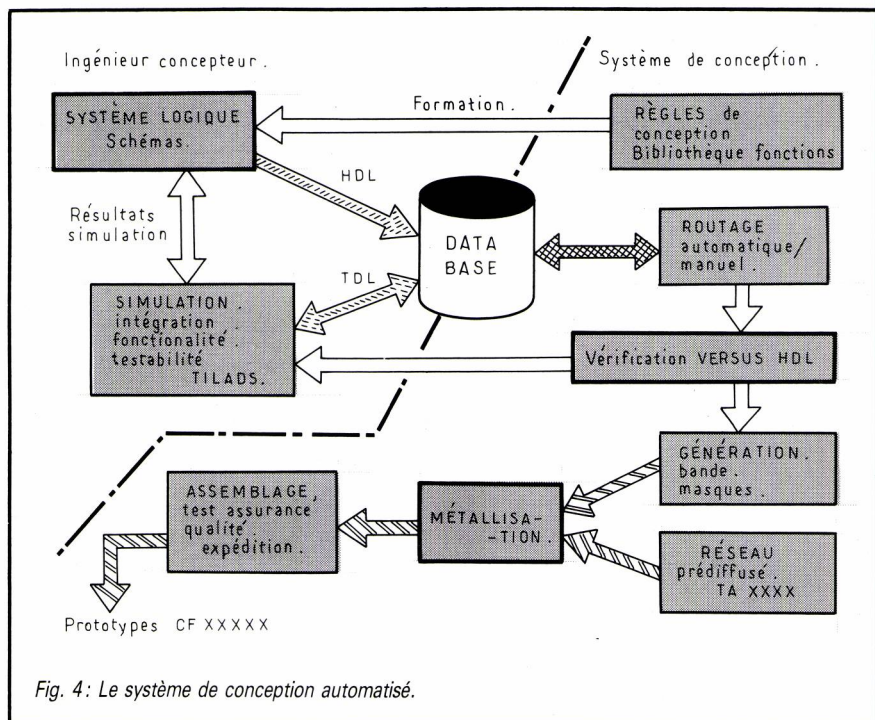 Ingénieur concepteur.
Système de conception.
SYSTÈME LOGIQUE
Schémas.
Formation.
RÈGLES de
conception
Bibliothèque fonctions
HDL
Résultats
simulation
DATA
BASE
ROUTAGE
automatique/
manuel.
TDL
SIMULATION.
intégration.
fonctionalité.
testabilité
TILADS.
Vérification VERSUS HDL
GÉNÉRATION.
bande.
masques.
ASSEMBLAGE,
test assurance
qualité.
expédition.
MÉTALLISA-
-TION.
RÉSEAU
prédiffusé.
TA XXXX
Prototypes CF XXXXX
Fig. 4: Le système de conception automatisé.